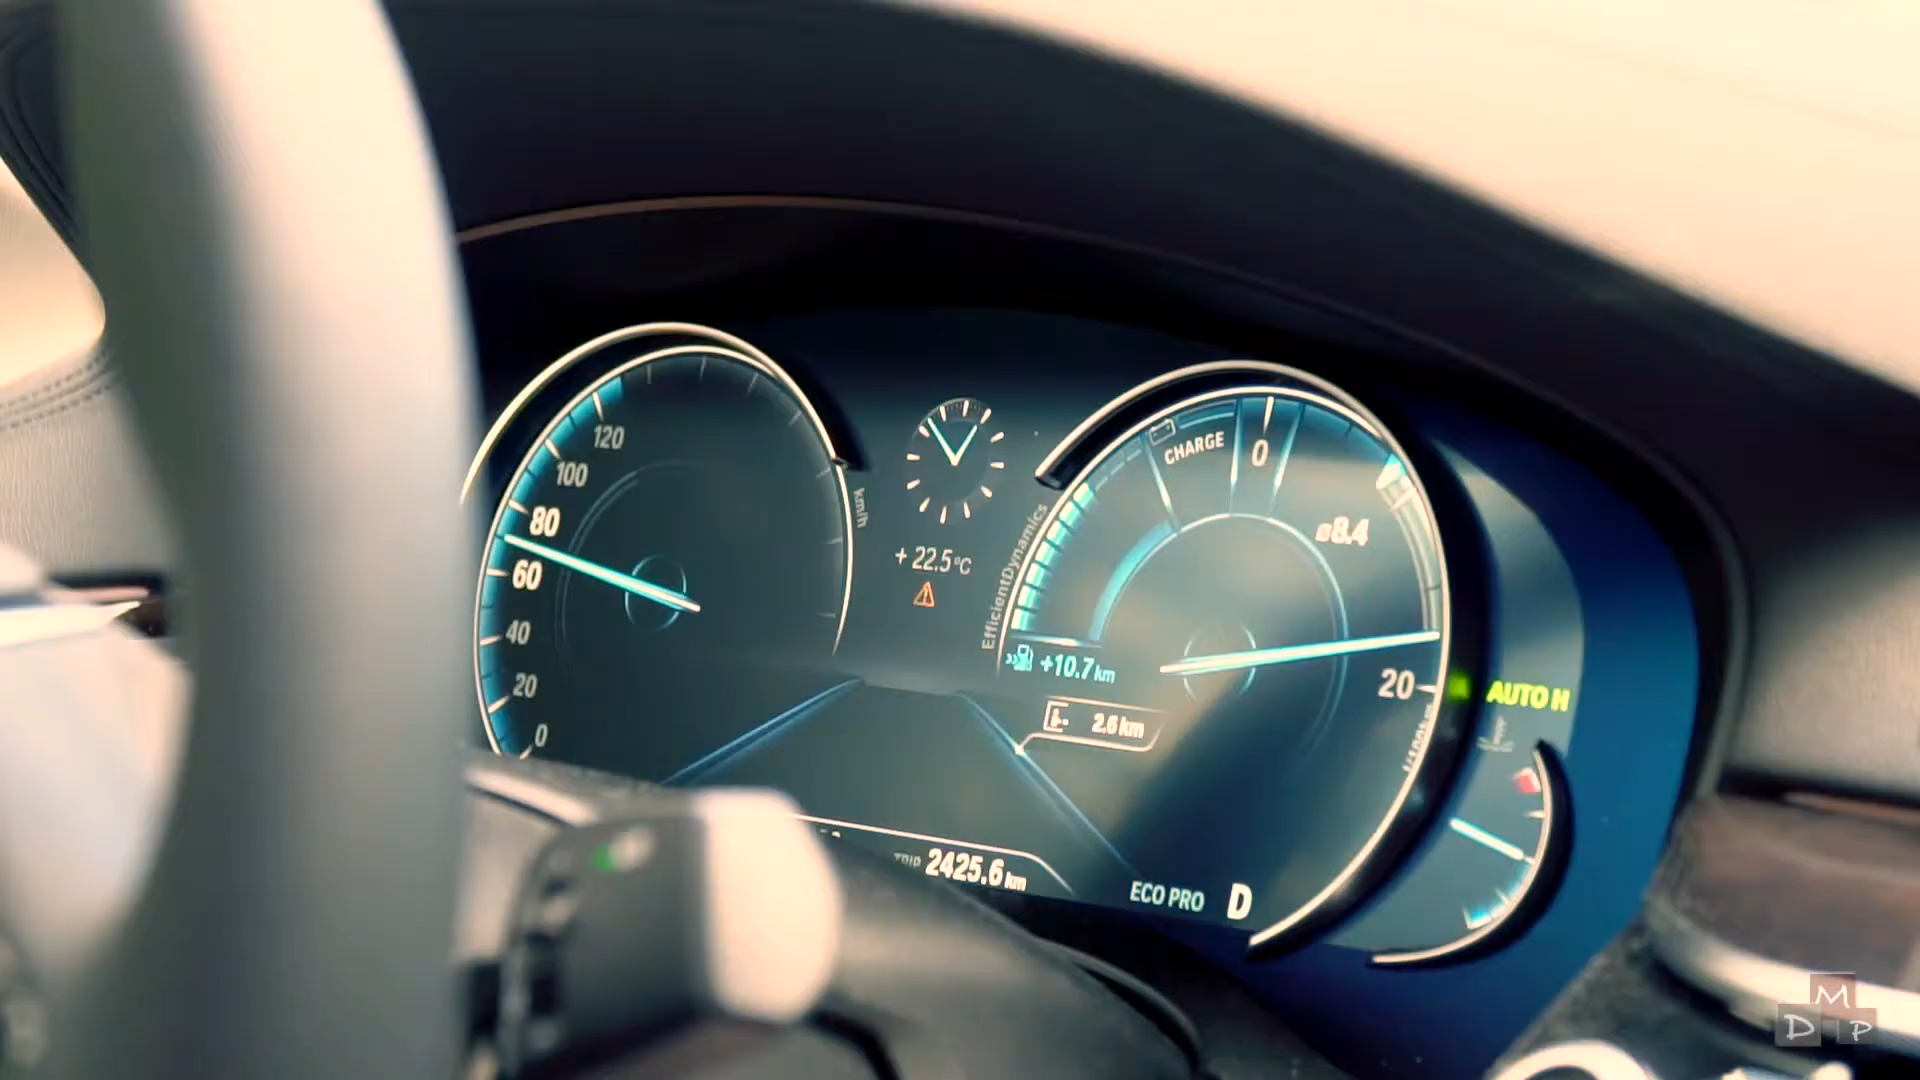 120
100
80
60
40
20
0
km/h
+ 22.5°C
EfficientDynamics
CHARGE
0
ø8.4
+10.7 km
2.6 km
20
l/100km
AUTO H
TRIP 2425.6 km
ECO PRO D
M
D P